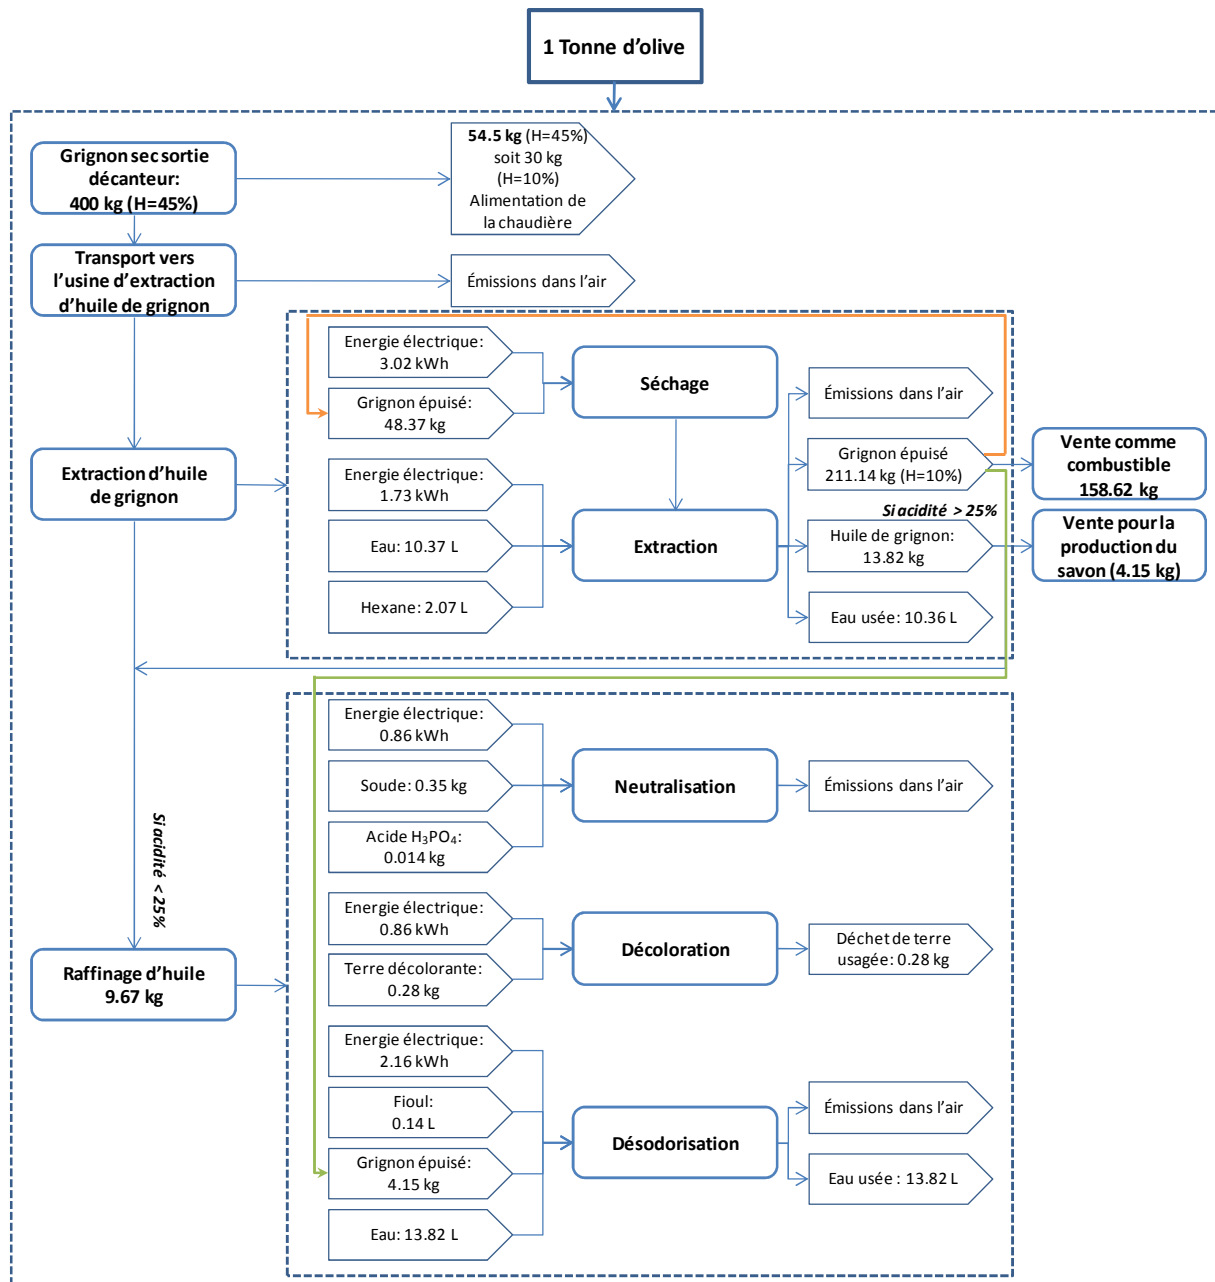 1 Tonne d'olive
Grignon sec sortie
décanteur:
400 kg (H=45%)
54.5 kg (H=45%)
soit 30 kg
(H=10%)
Alimentation de
la chaudière
Transport vers
l'usine d'extraction
d'huile de grignon
Émissions dans l'air
Extraction d'huile
de grignon
Energie électrique:
3.02 kWh
Grignon épuisé:
48.37 kg
Séchage
Émissions dans l'air
Grignon épuisé
211.14 kg (H=10%)
Vente comme
combustible
158.62 kg
Energie électrique:
1.73 kWh
Eau: 10.37 L
Hexane: 2.07 L
Extraction
Si acidité > 25%
Huile de grignon:
13.82 kg
Vente pour la
production du
savon (4.15 kg)
Eau usée: 10.36 L
Si acidité < 25%
Raffinage d'huile
9.67 kg
Energie électrique:
0.86 kWh
Soude: 0.35 kg
Acide H₃PO₄:
0.014 kg
Neutralisation
Émissions dans l'air
Energie électrique:
0.86 kWh
Terre décolorante:
0.28 kg
Décoloration
Déchet de terre
usagée: 0.28 kg
Energie électrique:
2.16 kWh
Fioul:
0.14 L
Grignon épuisé:
4.15 kg
Eau: 13.82 L
Désodorisation
Émissions dans l'air
Eau usée : 13.82 L